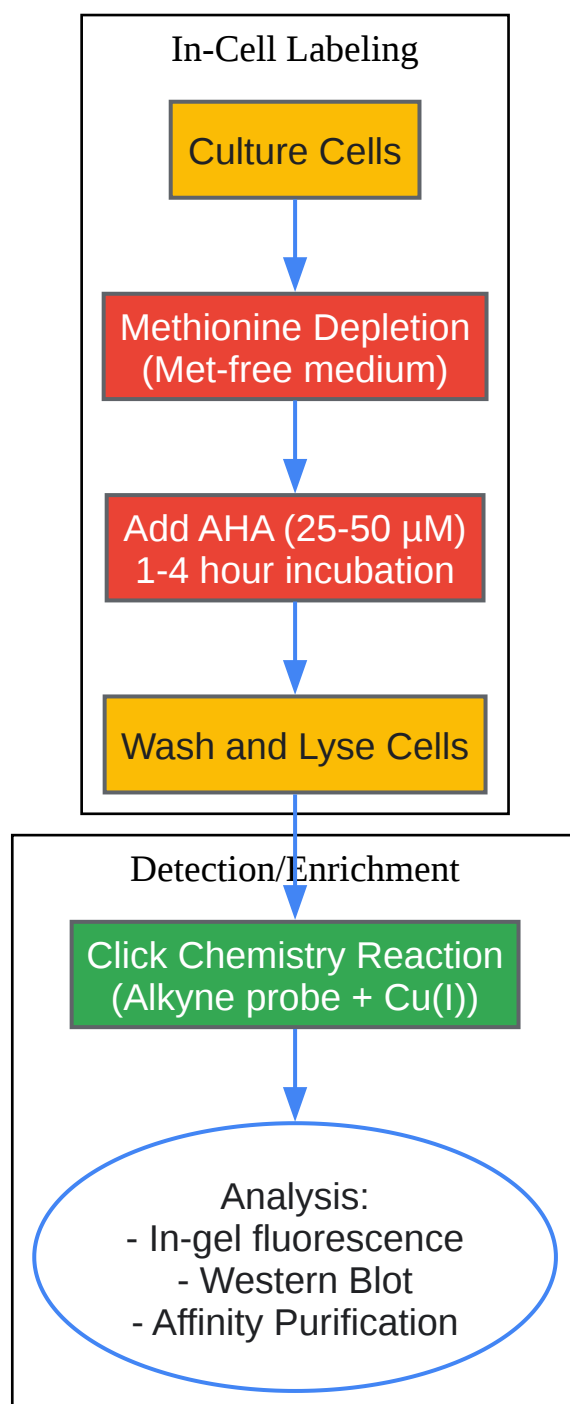 In-Cell Labeling
Culture Cells
Methionine Depletion
(Met-free medium)
Add AHA (25-50 µM)
1-4 hour incubation
Wash and Lyse Cells
Detection/Enrichment
Click Chemistry Reaction
(Alkyne probe + Cu(I))
Analysis:
- In-gel fluorescence
- Western Blot
- Affinity Purification